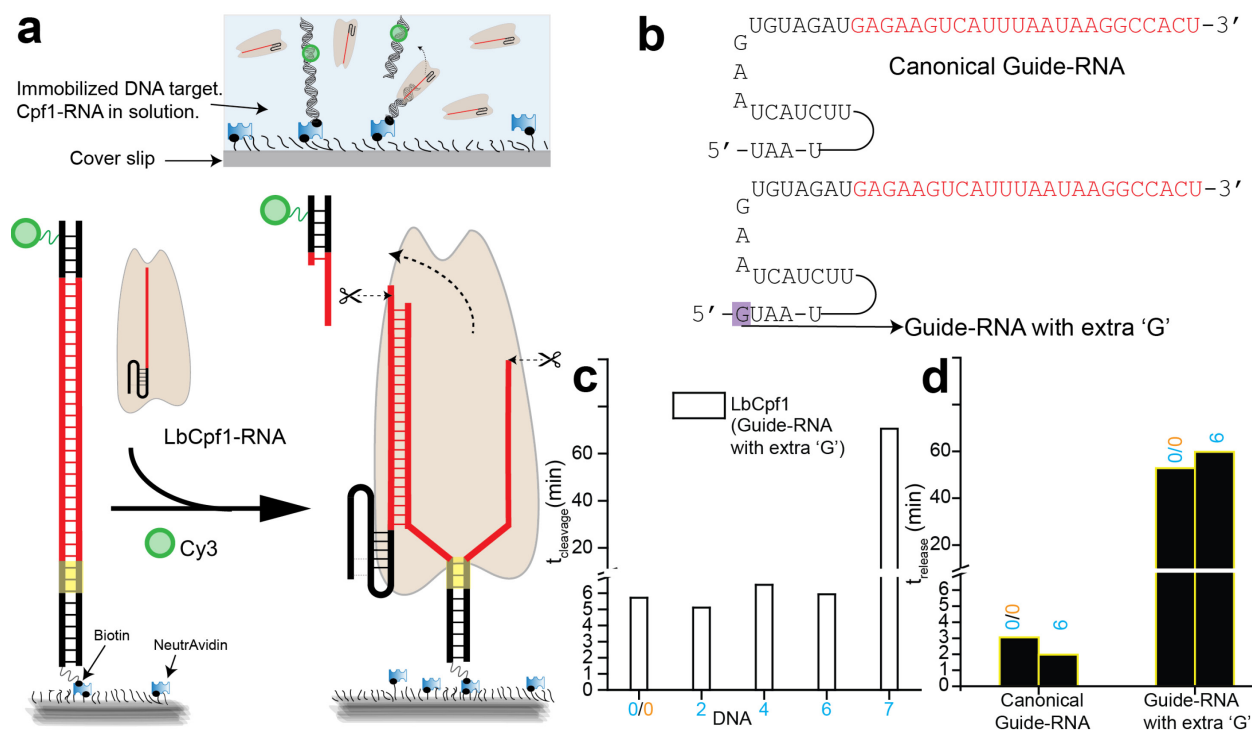 a
Immobilized DNA target.
Cpf1-RNA in solution.
Cover slip
LbCpf1-RNA
Cy3
Biotin
NeutrAvidin
b
UGUAGAUGAGAAGUCAUUUAAUAAGGCCACU-3'
G
A
A
UCAUCUU
5'-UAA-U
Canonical Guide-RNA
UGUAGAUGAGAAGUCAUUUAAUAAGGCCACU-3'
G
A
A
UCAUCUU
5'-GUAA-U
Guide-RNA with extra 'G'
c
LbCpf1
(Guide-RNA
with extra 'G')
t_cleavage (min)
60
40
20
6
5
4
3
2
1
0
0/0
2
4
6
7
DNA
d
t_release (min)
60
40
20
6
5
4
3
2
1
0
0/0
6
0/0
6
Canonical
Guide-RNA
Guide-RNA
with extra 'G'